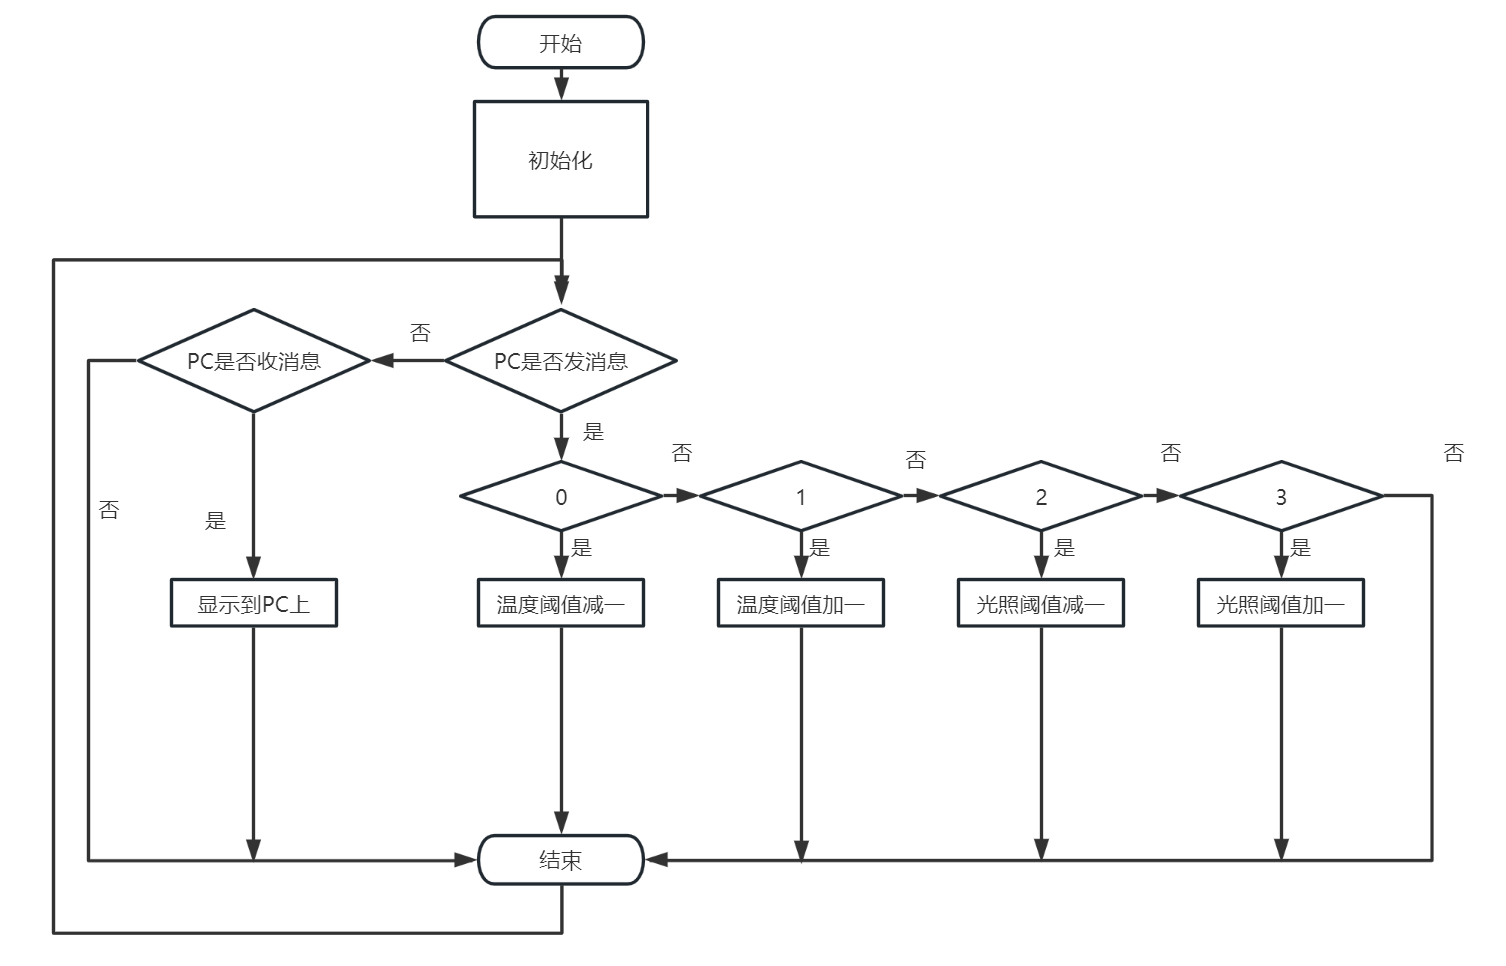 开始
初始化
否
PC是否收消息
PC是否发消息
是
否
否
否
否
0
1
2
3
否
是
是
是
是
是
显示到PC上
温度阈值减一
温度阈值加一
光照阈值减一
光照阈值加一
结束